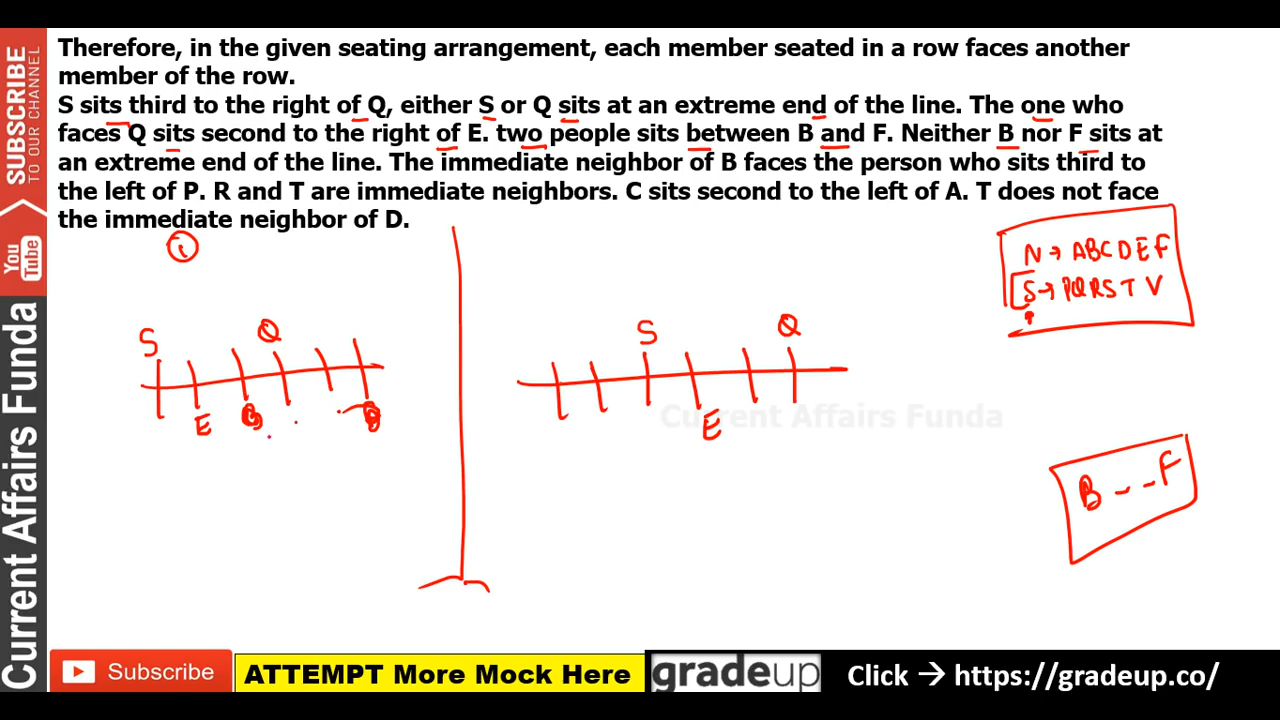 Therefore, in the given seating arrangement, each member seated in a row faces another
member of the row.
S sits third to the right of Q, either S or Q sits at an extreme end of the line. The one who
faces Q sits second to the right of E. two people sits between B and F. Neither B nor F sits at
an extreme end of the line. The immediate neighbor of B faces the person who sits third to
the left of P. R and T are immediate neighbors. C sits second to the left of A. T does not face
the immediate neighbor of D.
N → ABCDEF
S → PQRSTV
S Q
E B
S Q
E
B - - F
Current Affairs Funda
SUBSCRIBE
TO OUR CHANNEL
You
Tube
Current Affairs Funda
Subscribe
ATTEMPT More Mock Here
gradeup
Click → https://gradeup.co/